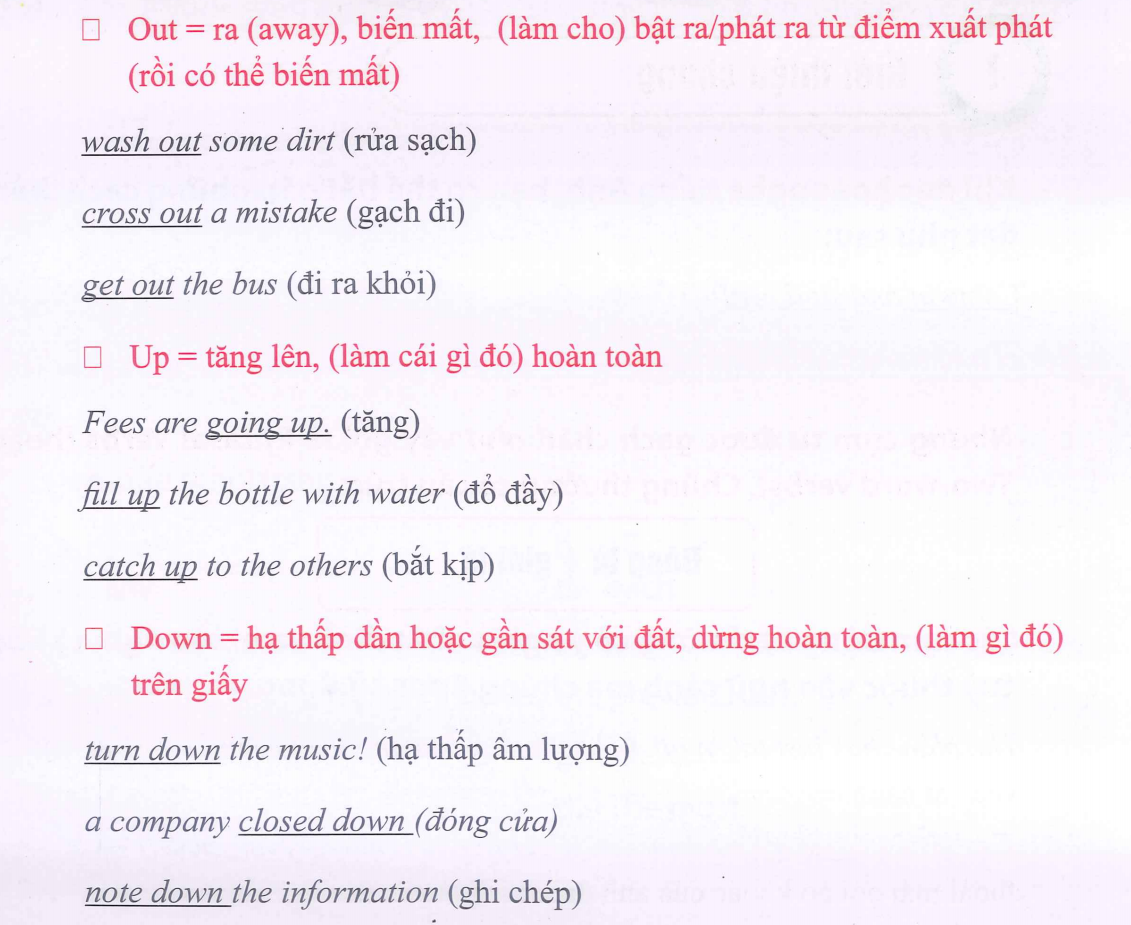 □ Out = ra (away), biến mất, (làm cho) bật ra/phát ra từ điểm xuất phát
(rồi có thể biến mất)
wash out some dirt (rửa sạch)
cross out a mistake (gạch đi)
get out the bus (đi ra khỏi)
□ Up = tăng lên, (làm cái gì đó) hoàn toàn
Fees are going up. (tăng)
fill up the bottle with water (đổ đầy)
catch up to the others (bắt kịp)
□ Down = hạ thấp dần hoặc gần sát với đất, dừng hoàn toàn, (làm gì đó)
trên giấy
turn down the music! (hạ thấp âm lượng)
a company closed down (đóng cửa)
note down the information (ghi chép)